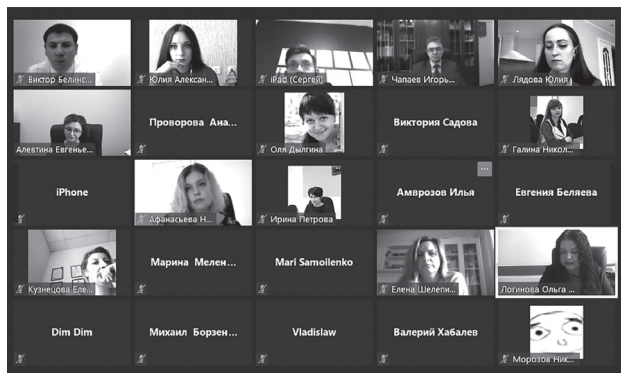 Виктор Белинс...
Юлия Алексан...
iPad (Сергей)
Чапаев Игорь...
Лядова Юлия
Алевтина Евгенье...
Проворова Ана...
Оля Дылгина
Виктория Садова
Галина Никол...
iPhone
Афанасьева Н...
Ирина Петрова
Амврозов Илья
Евгения Беляева
Кузнецова Еле...
Марина Мелен...
Mari Samoilenko
Елена Шелепи...
Логинова Ольга ...
Dim Dim
Михаил Борзен...
Vladislaw
Валерий Хабалев
Морозов Ник...